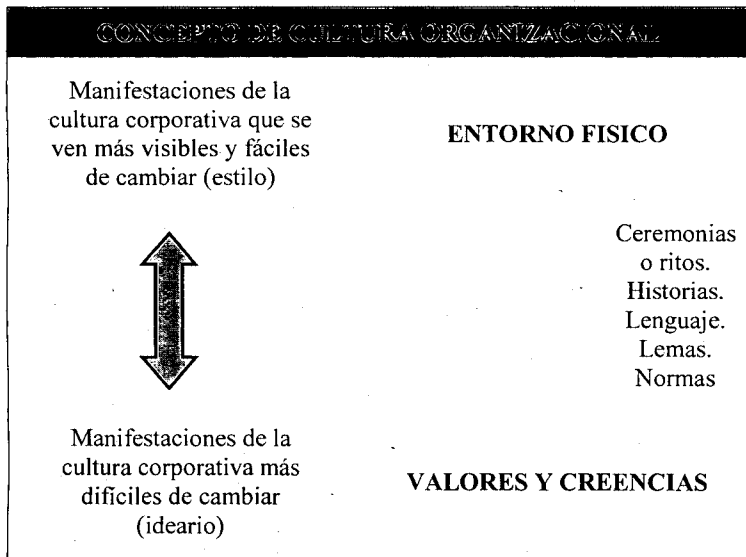 CONCEPTO DE CULTURA ORGANIZACIONAL
Manifestaciones de la
cultura corporativa que se
ven más visibles y fáciles
de cambiar (estilo)
ENTORNO FISICO
Ceremonias
o ritos.
Historias.
Lenguaje.
Lemas.
Normas
Manifestaciones de la
cultura corporativa más
difíciles de cambiar
(ideario)
VALORES Y CREENCIAS